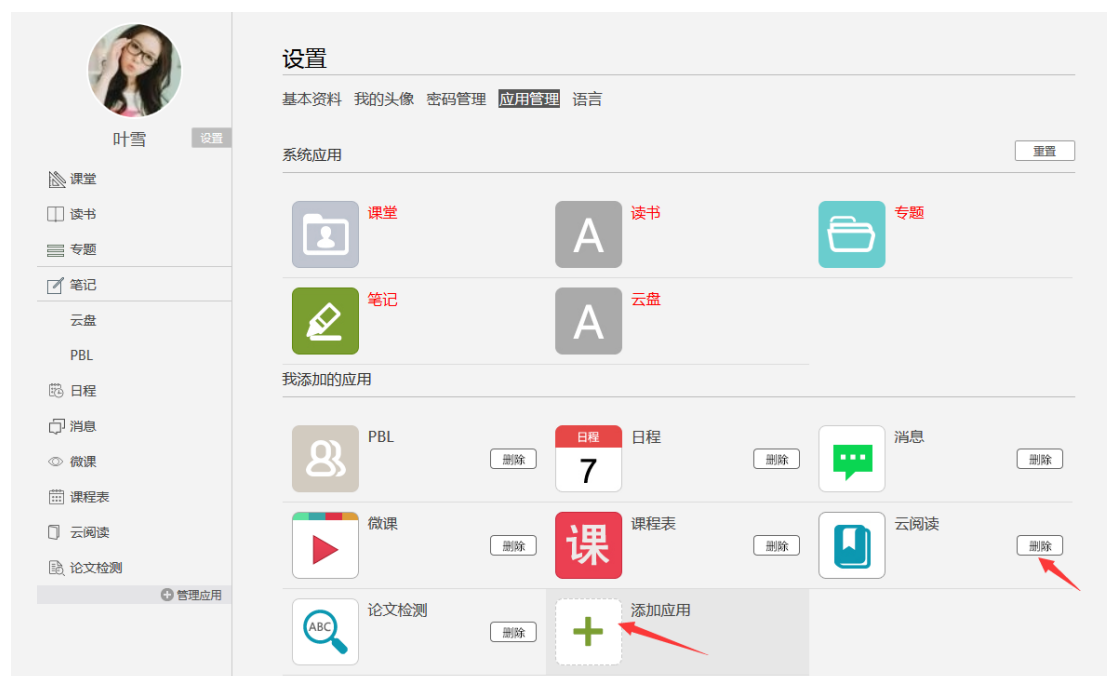 叶雪
设置
课堂
读书
专题
笔记
云盘
PBL
日程
消息
微课
课程表
云阅读
论文检测
管理应用
设置
基本资料 我的头像 密码管理 应用管理 语言
系统应用 重置
课堂
A 读书
专题
笔记
A 云盘
我添加的应用
PBL 删除
日程 7 日程 删除
消息 删除
微课 删除
课 课程表 删除
云阅读 删除
ABC 论文检测 删除
添加应用